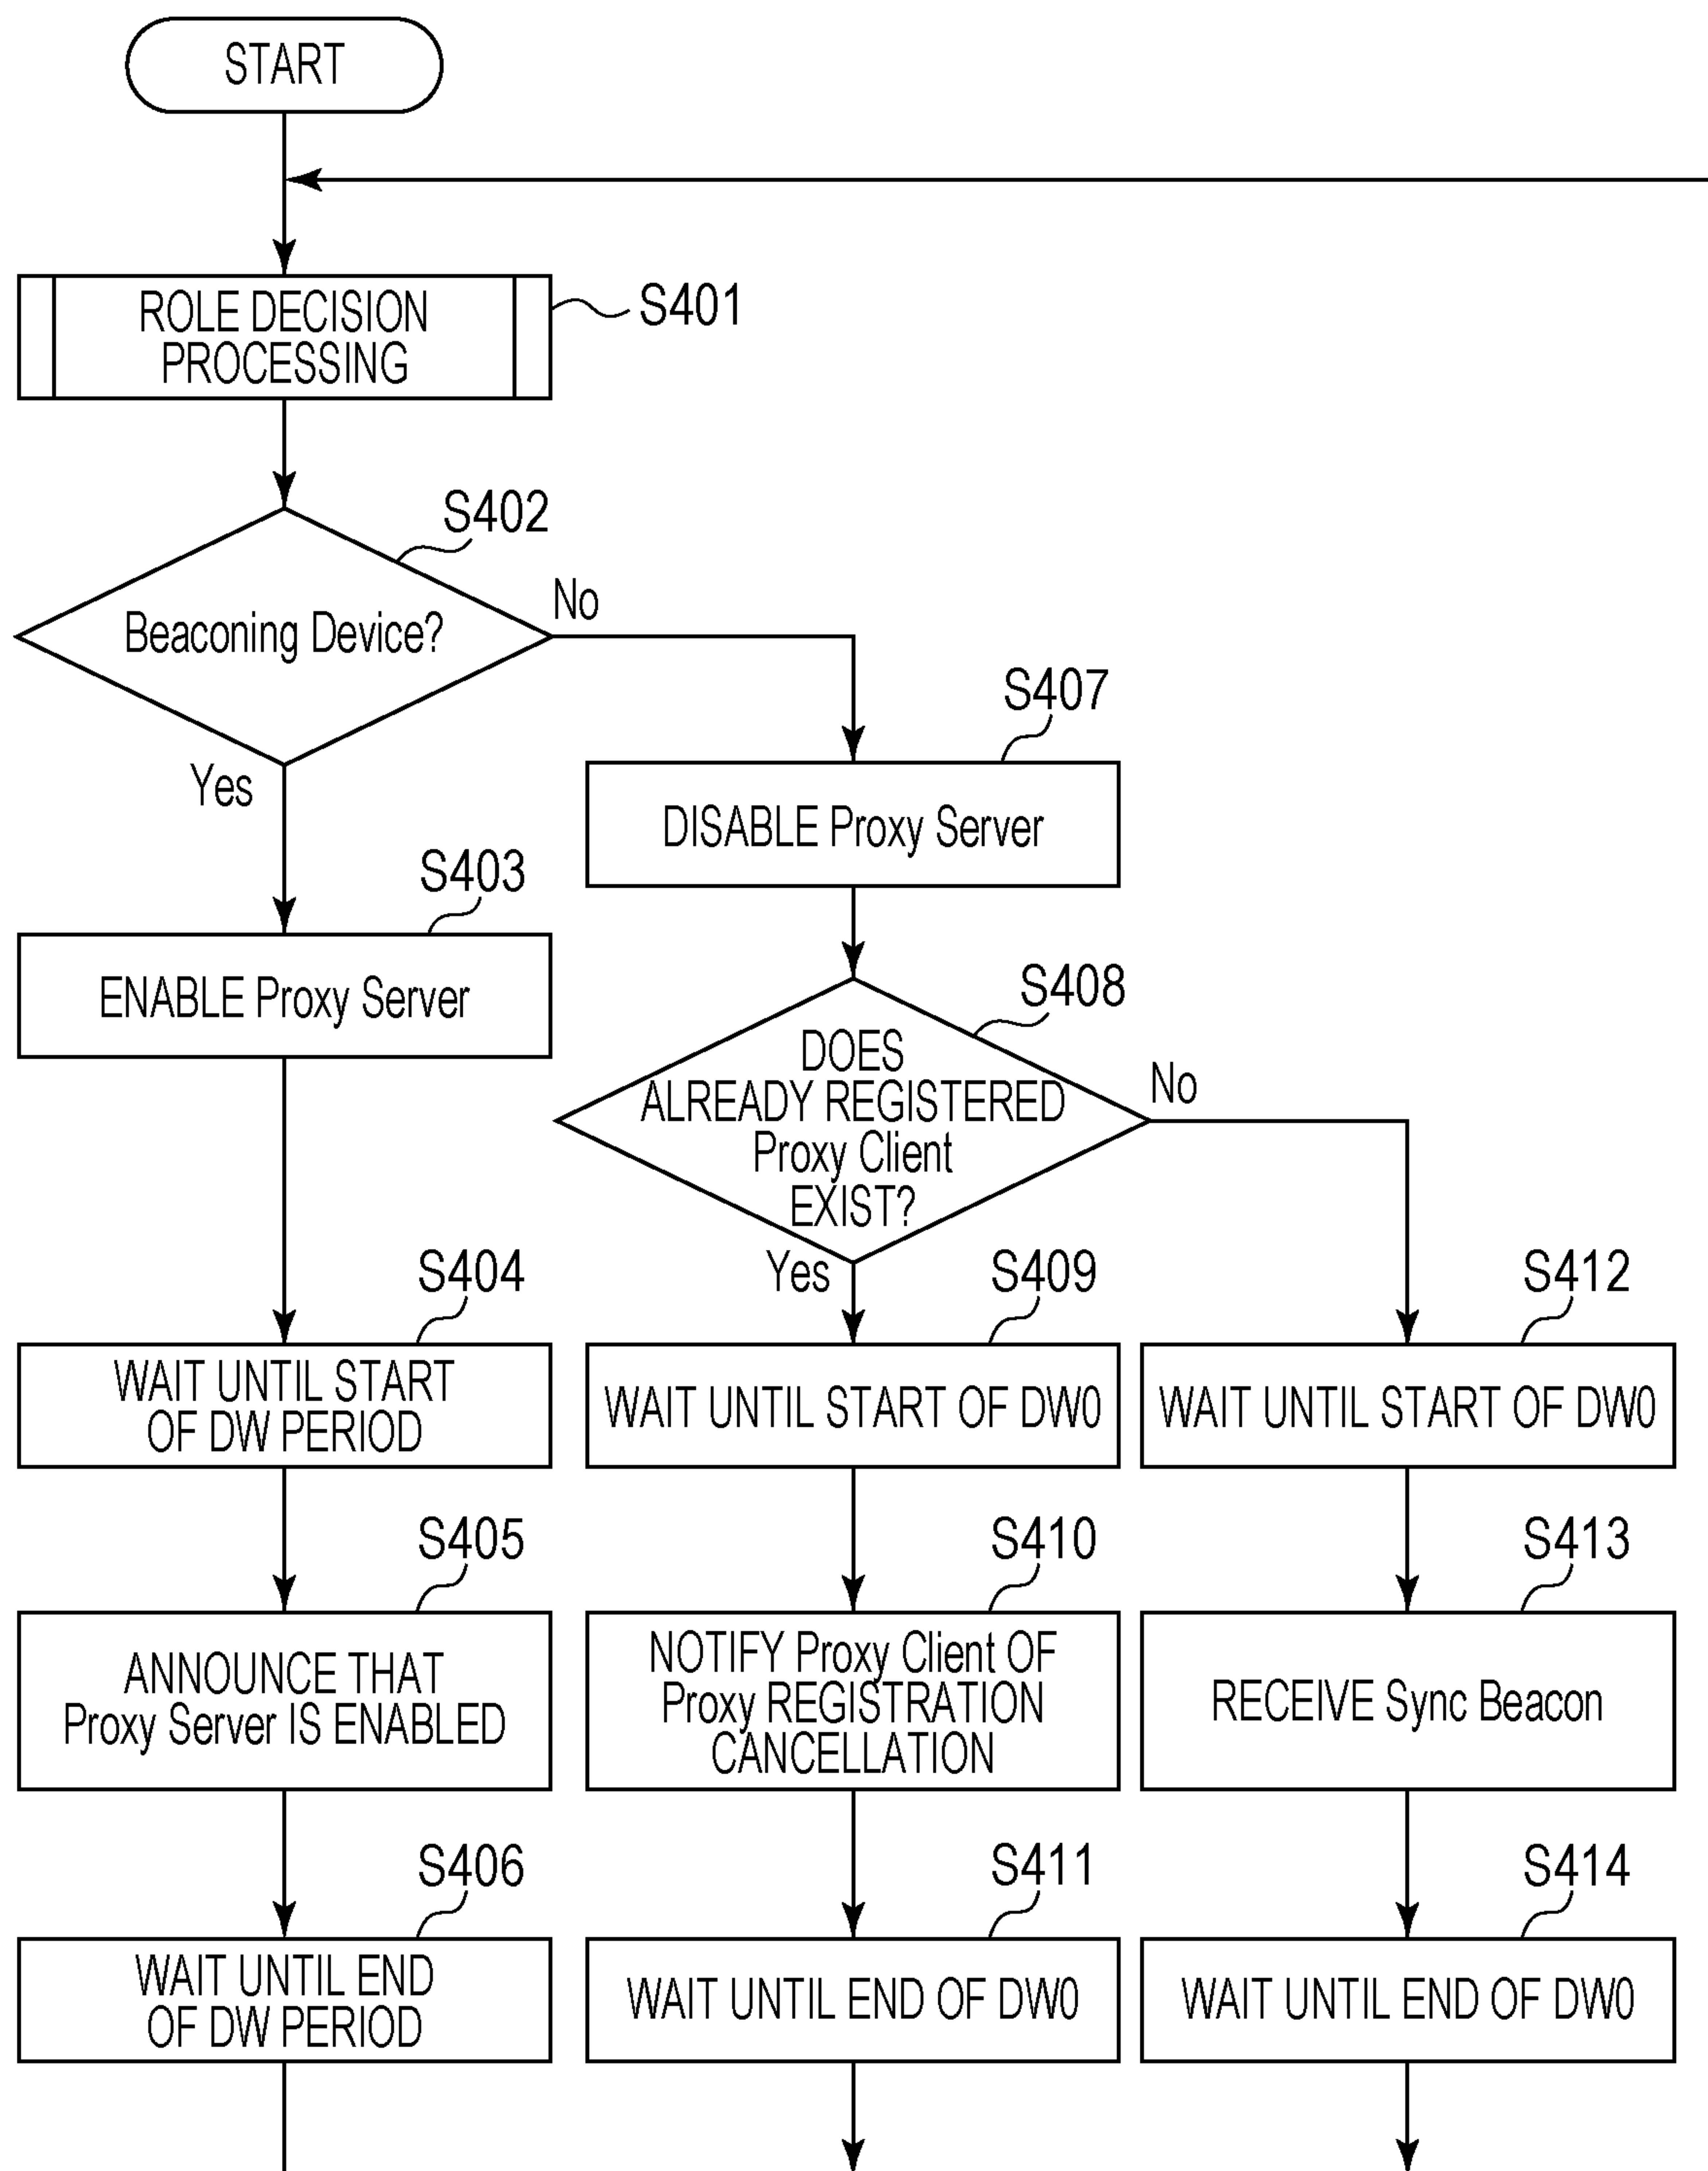 START
ROLE DECISION
PROCESSING
S401
S402
Beaconing Device?
No
Yes
S407
DISABLE Proxy Server
S403
ENABLE Proxy Server
S408
DOES
ALREADY REGISTERED
Proxy Client
EXIST?
No
Yes
S404
WAIT UNTIL START
OF DW PERIOD
S409
WAIT UNTIL START OF DW0
S412
WAIT UNTIL START OF DW0
S405
ANNOUNCE THAT
Proxy Server IS ENABLED
S410
NOTIFY Proxy Client OF
Proxy REGISTRATION
CANCELLATION
S413
RECEIVE Sync Beacon
S406
WAIT UNTIL END
OF DW PERIOD
S411
WAIT UNTIL END OF DW0
S414
WAIT UNTIL END OF DW0